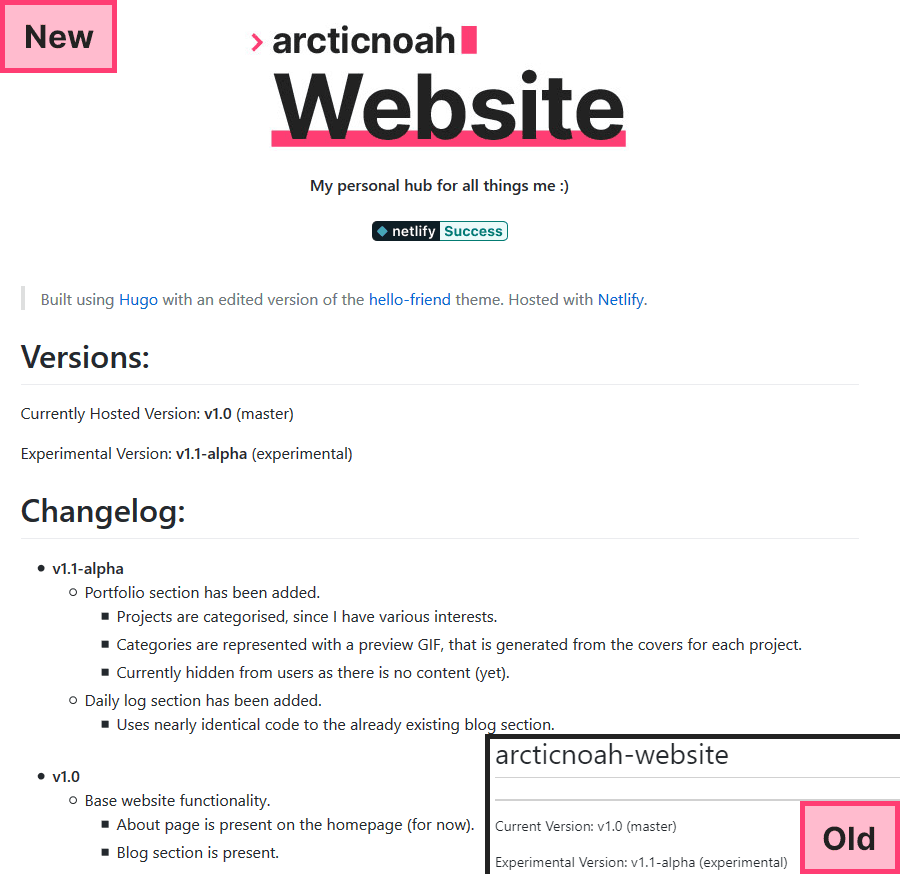 New
arcticnoah
Website
My personal hub for all things me :)
netlify Success
Built using Hugo with an edited version of the hello-friend theme. Hosted with Netlify.
Versions:
Currently Hosted Version: v1.0 (master)
Experimental Version: v1.1-alpha (experimental)
Changelog:
v1.1-alpha
Portfolio section has been added.
Projects are categorised, since I have various interests.
Categories are represented with a preview GIF, that is generated from the covers for each project.
Currently hidden from users as there is no content (yet).
Daily log section has been added.
Uses nearly identical code to the already existing blog section.
v1.0
Base website functionality.
About page is present on the homepage (for now).
Blog section is present.
arcticnoah-website
Current Version: v1.0 (master)
Experimental Version: v1.1-alpha (experimental)
Old